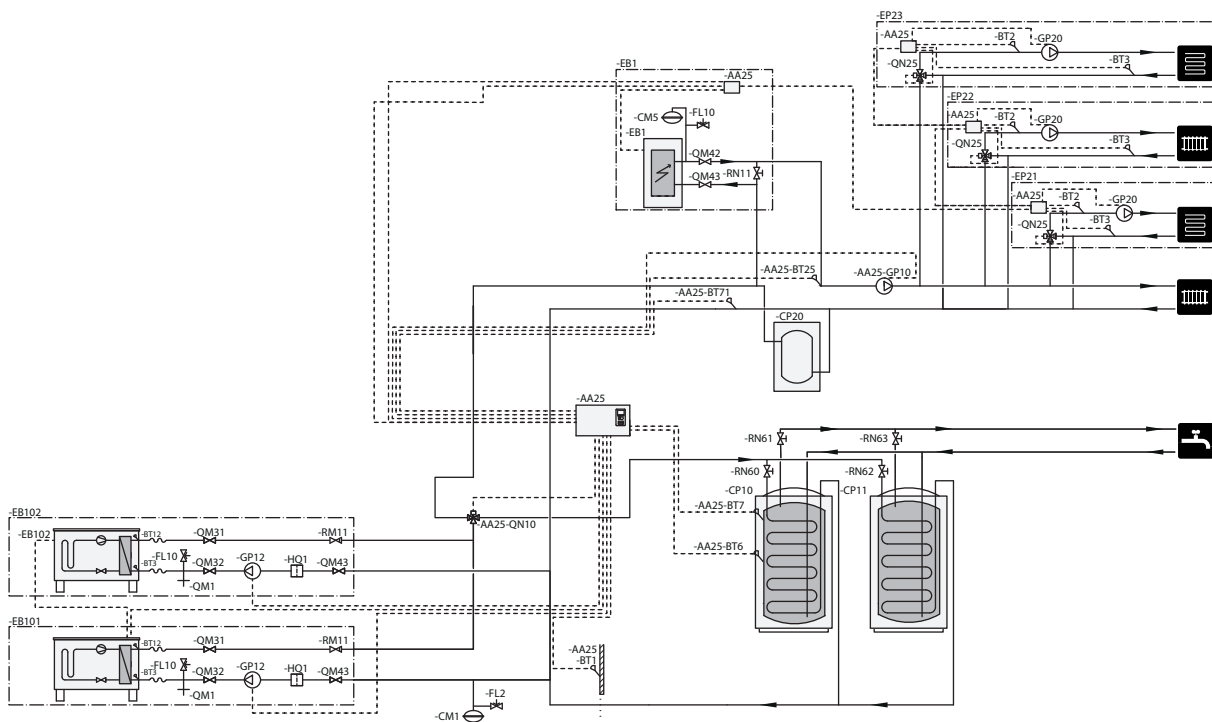 -EP23
-AA25
-BT2
-GP20
-QN25
-BT3
-EP22
-AA25
-BT2
-GP20
-QN25
-BT3
-EP21
-AA25
-BT2
-GP20
-QN25
-BT3
-EB1
-AA25
-CM5
-FL10
-EB1
-QM42
-QM43
-RN11
-AA25-BT25
-AA25-GP10
-AA25-BT71
-CP20
-AA25
-RN61
-RN63
-RN60
-RN62
-CP10
-CP11
-AA25-BT7
-AA25-QN10
-AA25-BT6
-EB102
-EB102
-BT12
-QM31
-RM11
-FL10
-BT3
-QM32
-GP12
-HQ1
-QM43
-QM1
-EB101
-BT12
-QM31
-RM11
-FL10
-BT3
-QM32
-GP12
-HQ1
-QM43
-QM1
-AA25
-BT1
-FL2
-CM1